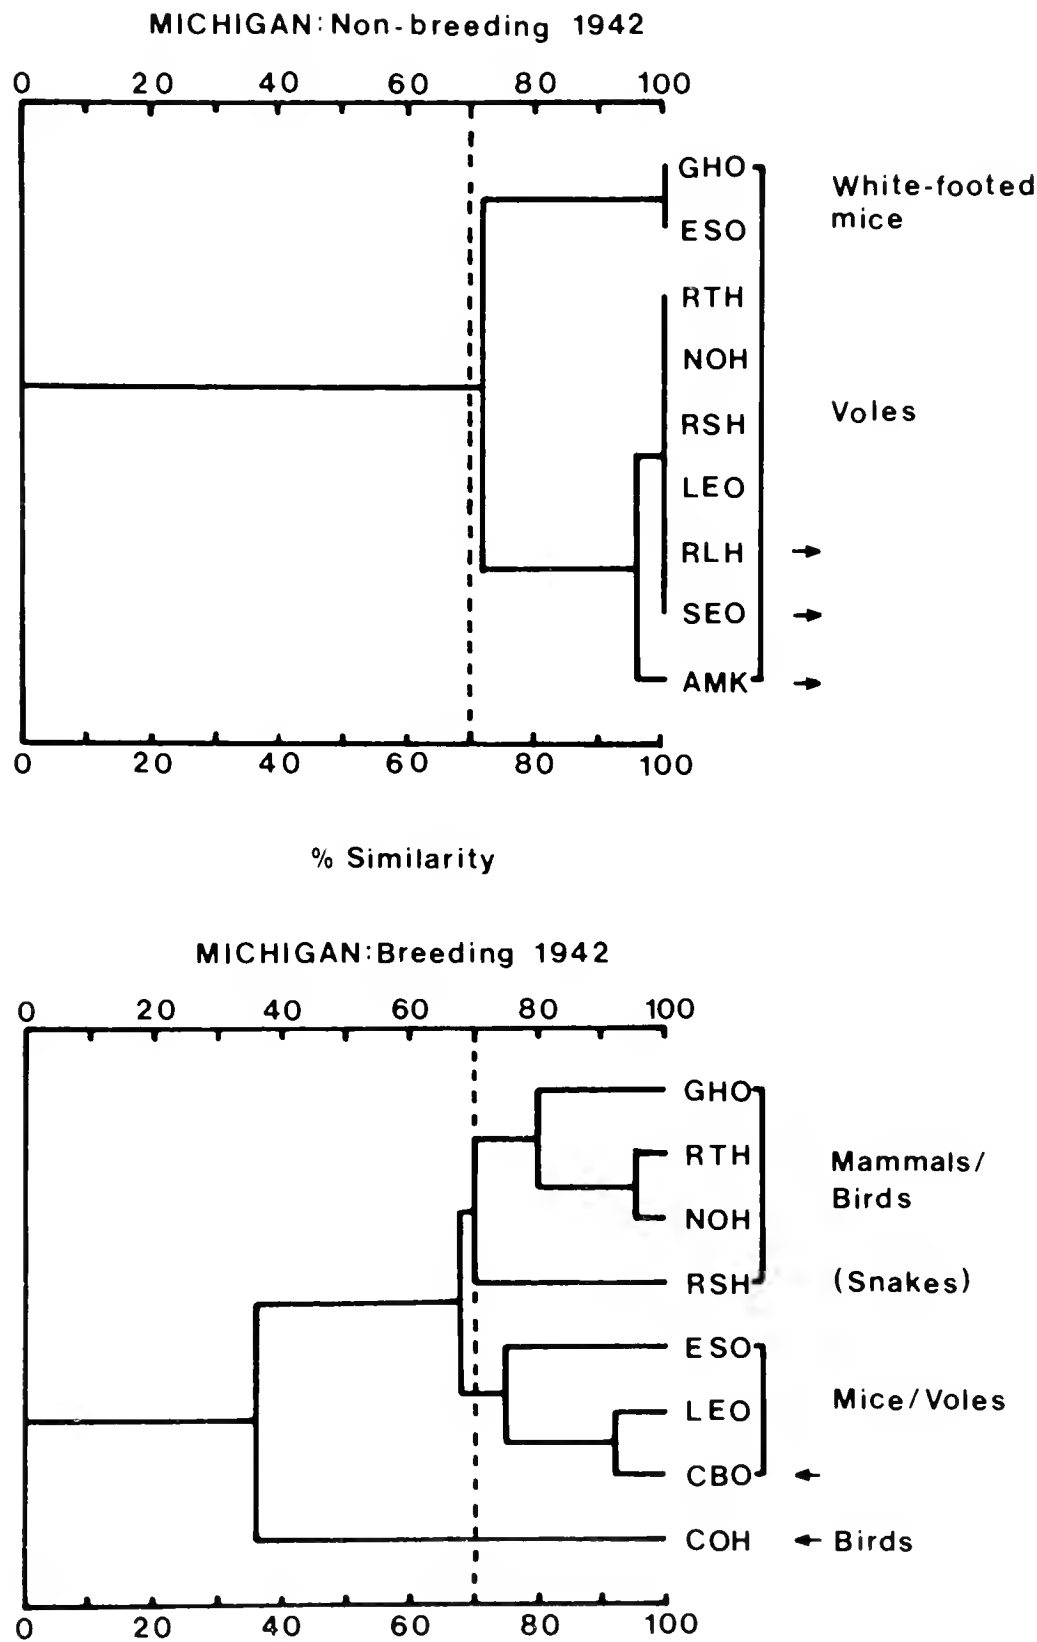 MICHIGAN: Non-breeding 1942
0 20 40 60 80 100
GHO
White-footed
mice
ESO
RTH
NOH
Voles
RSH
LEO
RLH →
SEO →
AMK →
0 20 40 60 80 100
% Similarity
MICHIGAN: Breeding 1942
0 20 40 60 80 100
GHO
RTH
Mammals/
Birds
NOH
RSH (Snakes)
ESO
LEO Mice/Voles
CBO ←
COH ← Birds
0 20 40 60 80 100